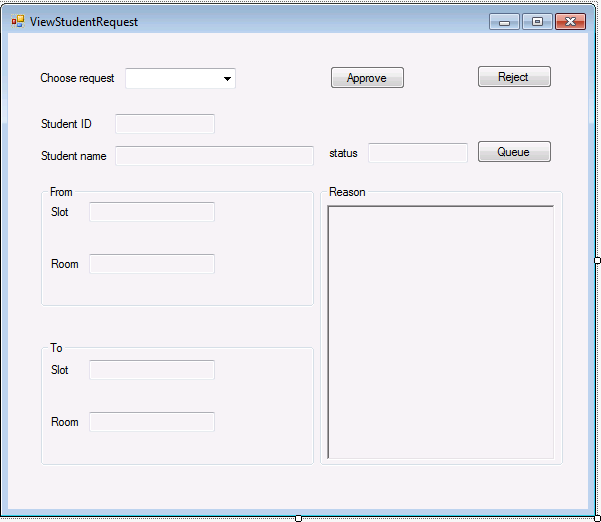 ViewStudentRequest
Choose request
Approve
Reject
Student ID
Student name
status
Queue
From
Slot
Room
Reason
To
Slot
Room